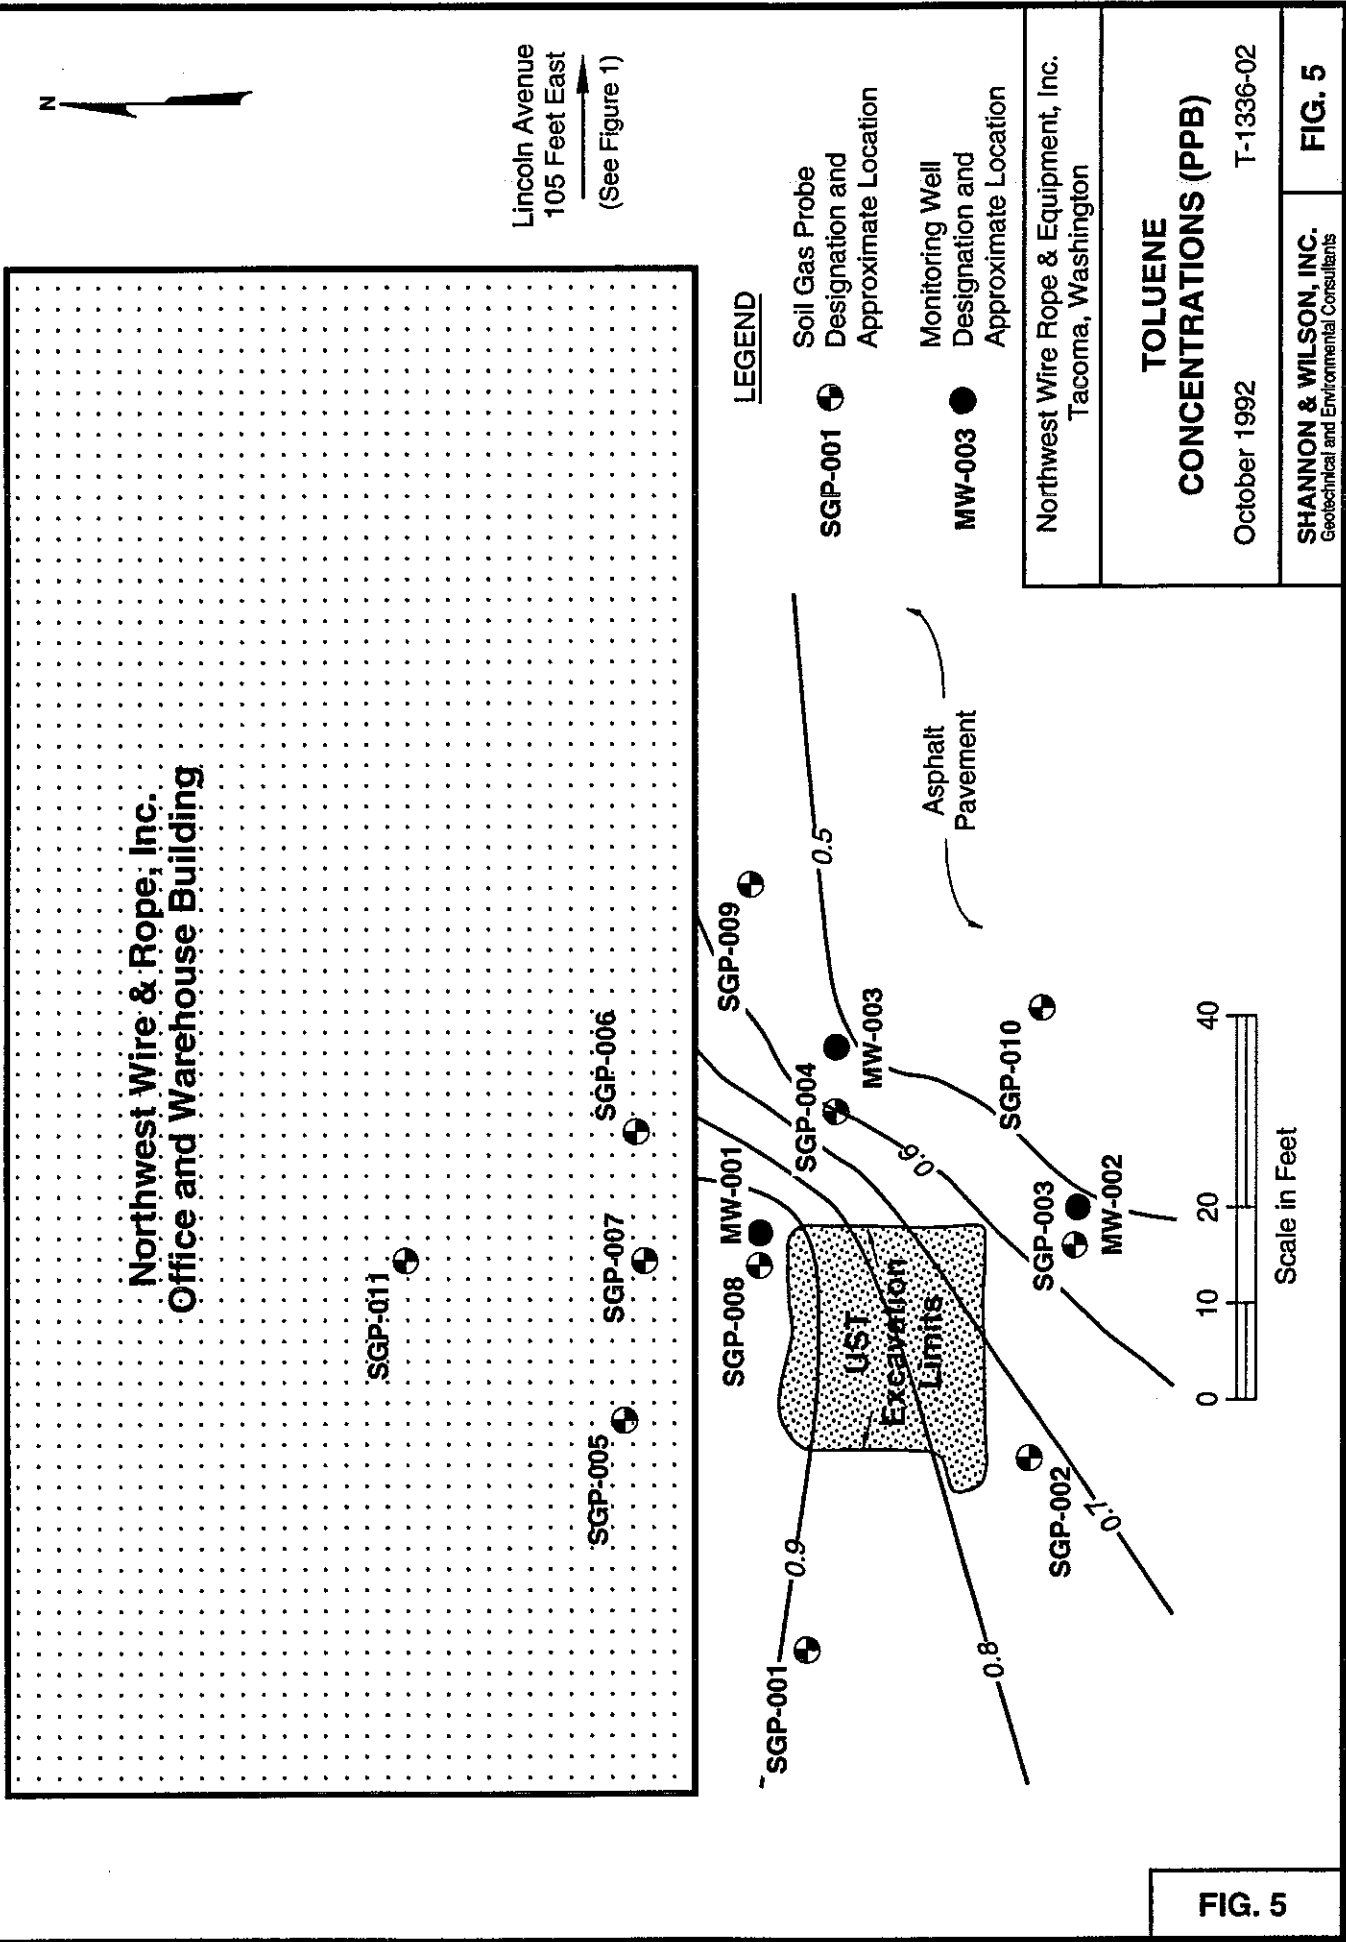 N
Lincoln Avenue
105 Feet East
(See Figure 1)
Northwest Wire & Rope, Inc.
Office and Warehouse Building
SGP-011
SGP-005
SGP-007
SGP-006
SGP-001
SGP-008
MW-001
SGP-009
SGP-004
MW-003
SGP-002
SGP-003
MW-002
SGP-010
UST
Excavation
Limits
0.9
0.8
0.7
0.6
0.5
Asphalt
Pavement
0
10
20
40
Scale in Feet
LEGEND
SGP-001
Soil Gas Probe
Designation and
Approximate Location
MW-003
Monitoring Well
Designation and
Approximate Location
Northwest Wire Rope & Equipment, Inc.
Tacoma, Washington
TOLUENE
CONCENTRATIONS (PPB)
October 1992
T-1336-02
SHANNON & WILSON, INC.
Geotechnical and Environmental Consultants
FIG. 5
FIG. 5